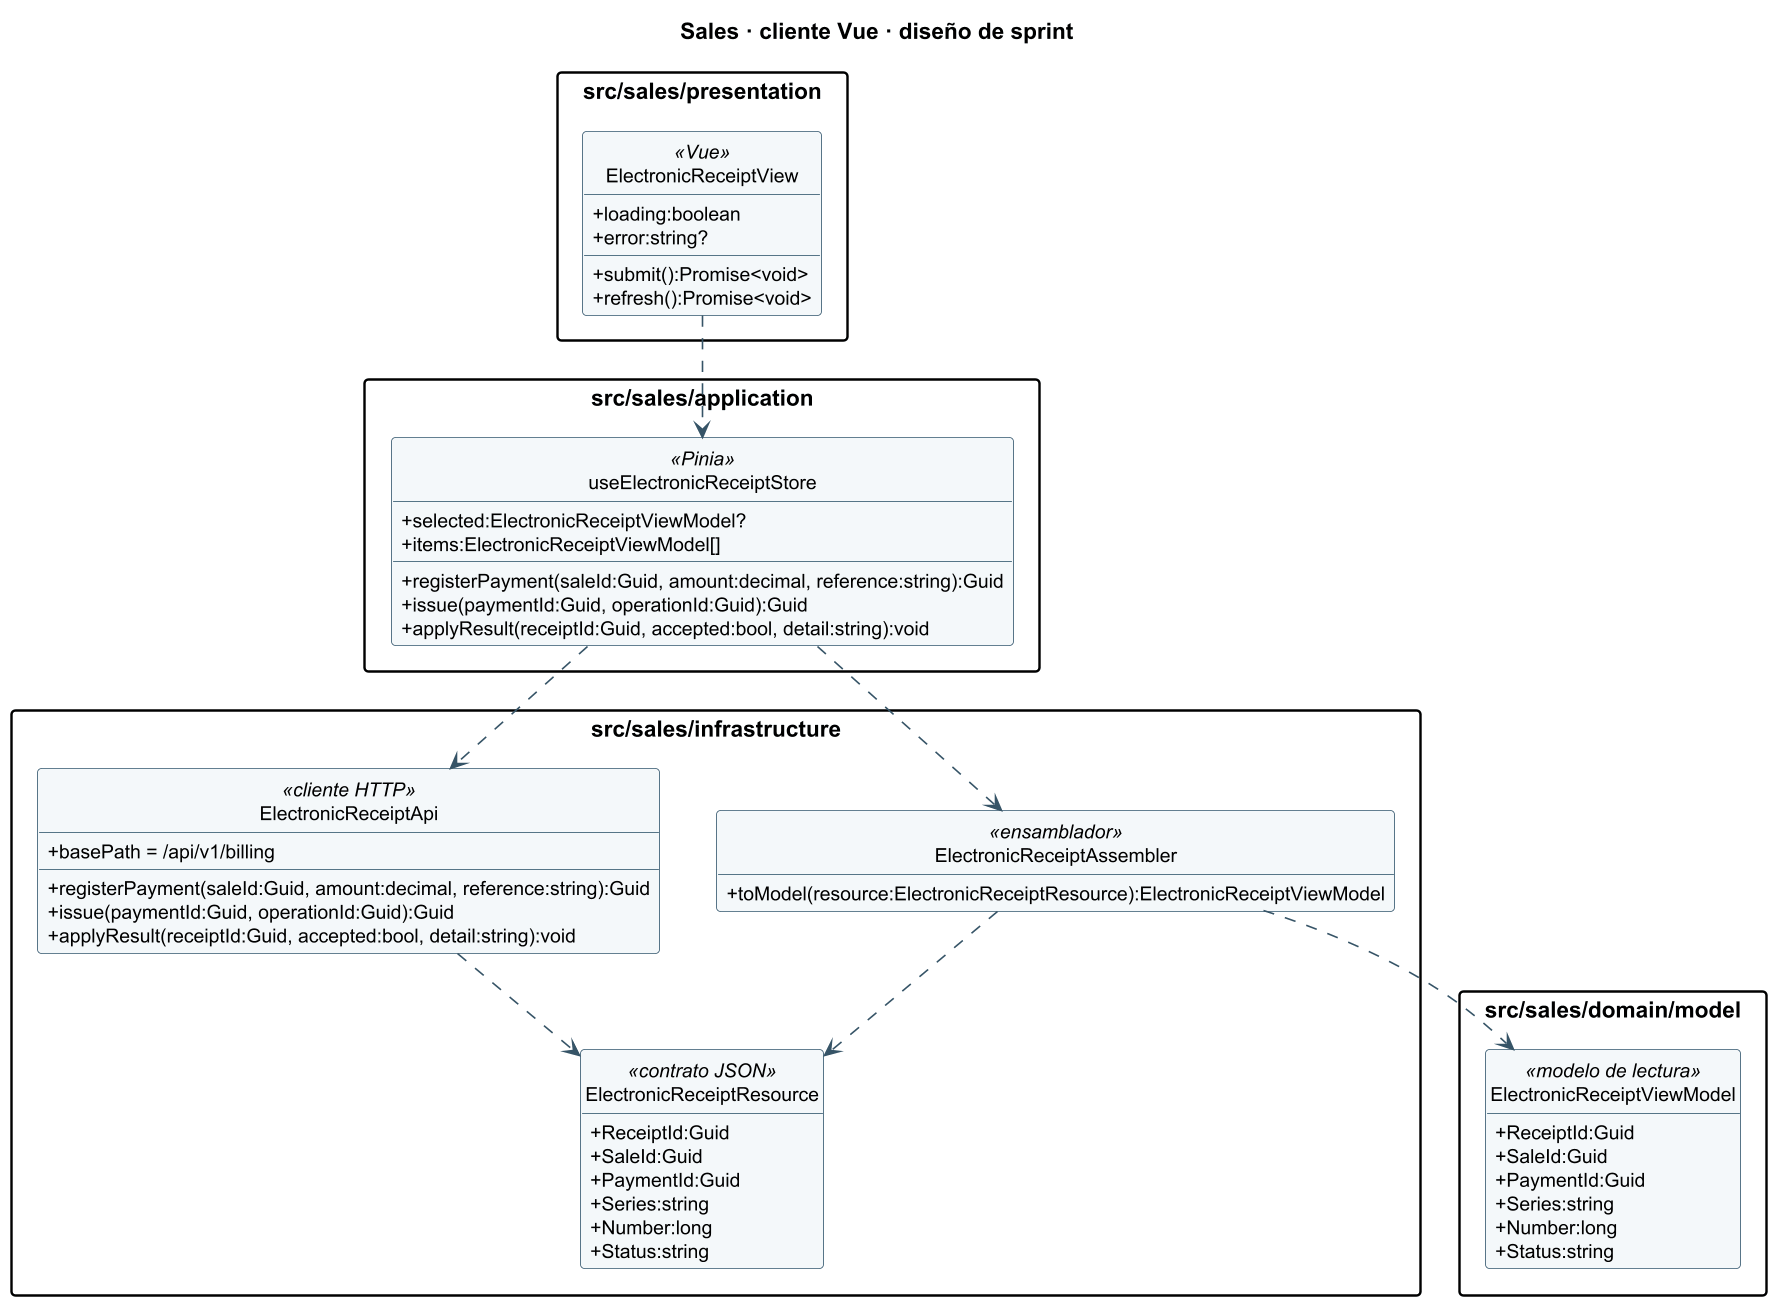 Sales · cliente Vue · diseño de sprint
src/sales/presentation
«Vue»
ElectronicReceiptView
+loading:boolean
+error:string?
+submit():Promise<void>
+refresh():Promise<void>
src/sales/application
«Pinia»
useElectronicReceiptStore
+selected:ElectronicReceiptViewModel?
+items:ElectronicReceiptViewModel[]
+registerPayment(saleId:Guid, amount:decimal, reference:string):Guid
+issue(paymentId:Guid, operationId:Guid):Guid
+applyResult(receiptId:Guid, accepted:bool, detail:string):void
src/sales/infrastructure
«cliente HTTP»
ElectronicReceiptApi
+basePath = /api/v1/billing
+registerPayment(saleId:Guid, amount:decimal, reference:string):Guid
+issue(paymentId:Guid, operationId:Guid):Guid
+applyResult(receiptId:Guid, accepted:bool, detail:string):void
«ensamblador»
ElectronicReceiptAssembler
+toModel(resource:ElectronicReceiptResource):ElectronicReceiptViewModel
«contrato JSON»
ElectronicReceiptResource
+ReceiptId:Guid
+SaleId:Guid
+PaymentId:Guid
+Series:string
+Number:long
+Status:string
src/sales/domain/model
«modelo de lectura»
ElectronicReceiptViewModel
+ReceiptId:Guid
+SaleId:Guid
+PaymentId:Guid
+Series:string
+Number:long
+Status:string